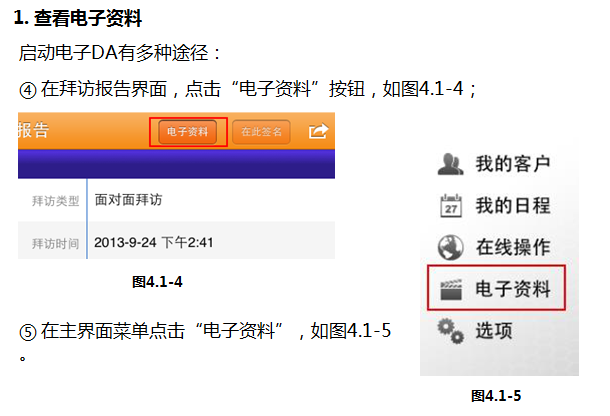 1. 查看电子资料
启动电子DA有多种途径：
④ 在拜访报告界面，点击“电子资料”按钮，如图4.1-4；
报告 电子资料 在此签名
拜访类型 面对面拜访
拜访时间 2013-9-24 下午2:41
图4.1-4
⑤ 在主界面菜单点击“电子资料”，如图4.1-5
。
我的客户
27 我的日程
在线操作
电子资料
选项
图4.1-5